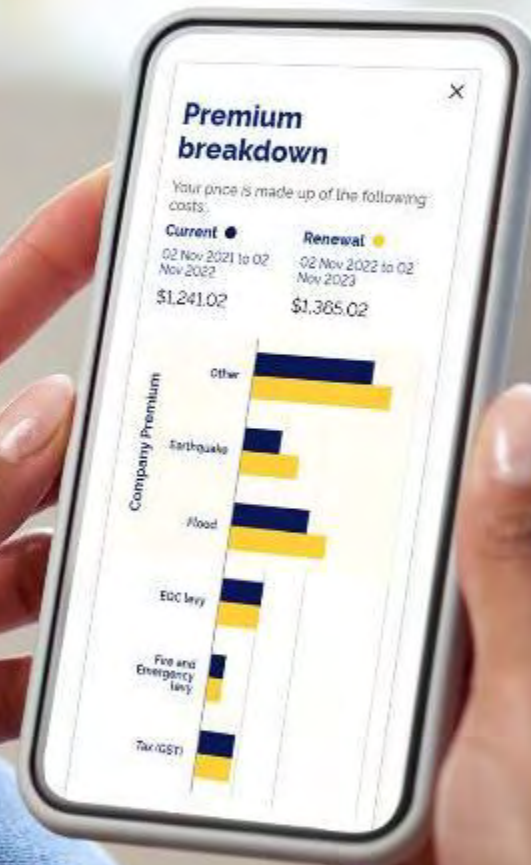 Premium
breakdown
Your price is made up of the following
costs.
Current
02 Nov 2021 to 02
Nov 2022
$1,241.02
Renewal
02 Nov 2022 to 02
Nov 2023
$1,365.02
Company Premium
Other
Earthquake
Flood
EQC levy
Fire and
Emergency
levy
Tax (GST)